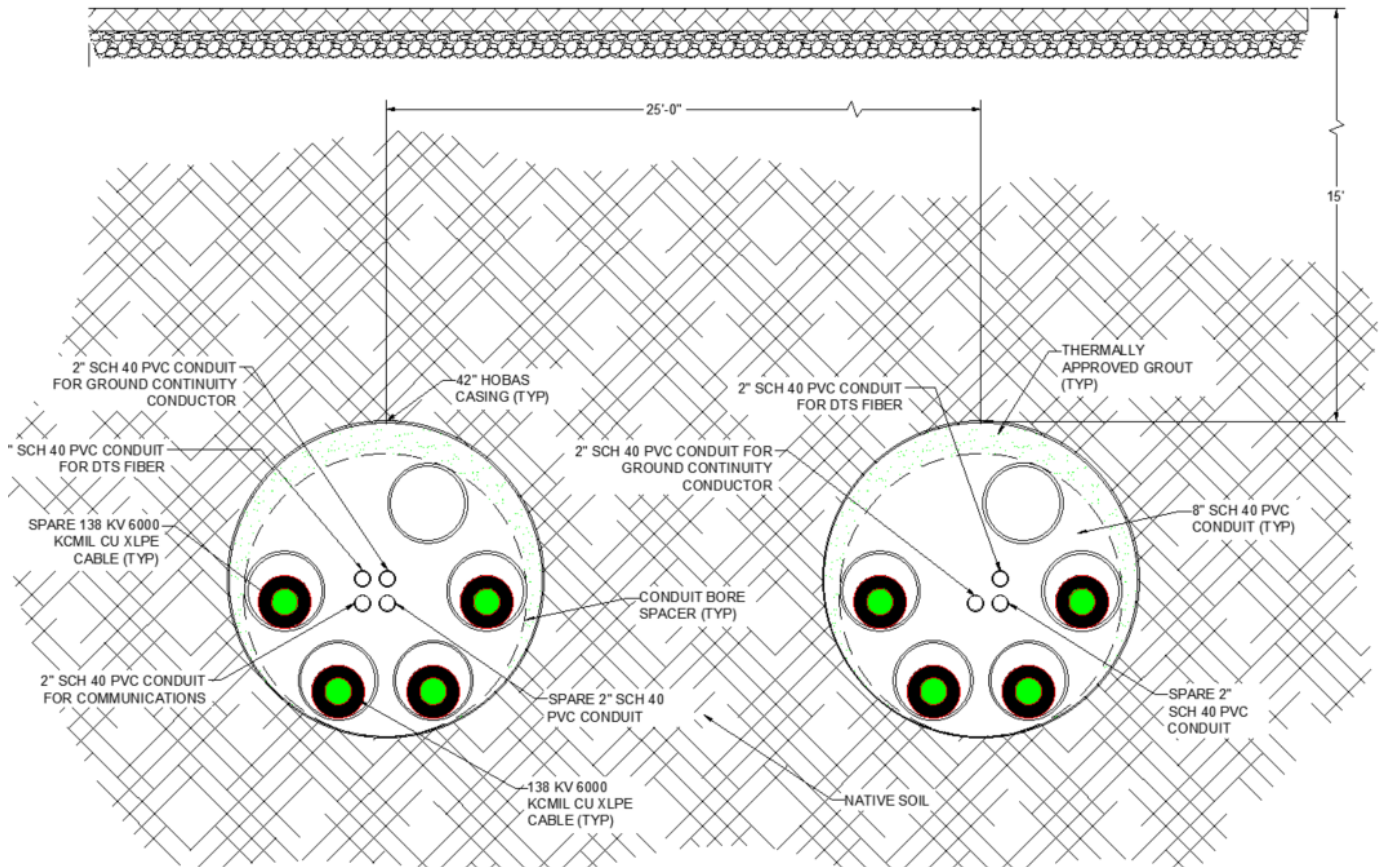 25'-0"
15'
2" SCH 40 PVC CONDUIT
FOR GROUND CONTINUITY
CONDUCTOR
42" HOBAS
CASING (TYP)
2" SCH 40 PVC CONDUIT
FOR DTS FIBER
THERMALLY
APPROVED GROUT
(TYP)
" SCH 40 PVC CONDUIT
FOR DTS FIBER
2" SCH 40 PVC CONDUIT FOR
GROUND CONTINUITY
CONDUCTOR
SPARE 138 KV 6000
KCMIL CU XLPE
CABLE (TYP)
8" SCH 40 PVC
CONDUIT (TYP)
CONDUIT BORE
SPACER (TYP)
2" SCH 40 PVC CONDUIT
FOR COMMUNICATIONS
SPARE 2" SCH 40
PVC CONDUIT
SPARE 2"
SCH 40 PVC
CONDUIT
138 KV 6000
KCMIL CU XLPE
CABLE (TYP)
NATIVE SOIL